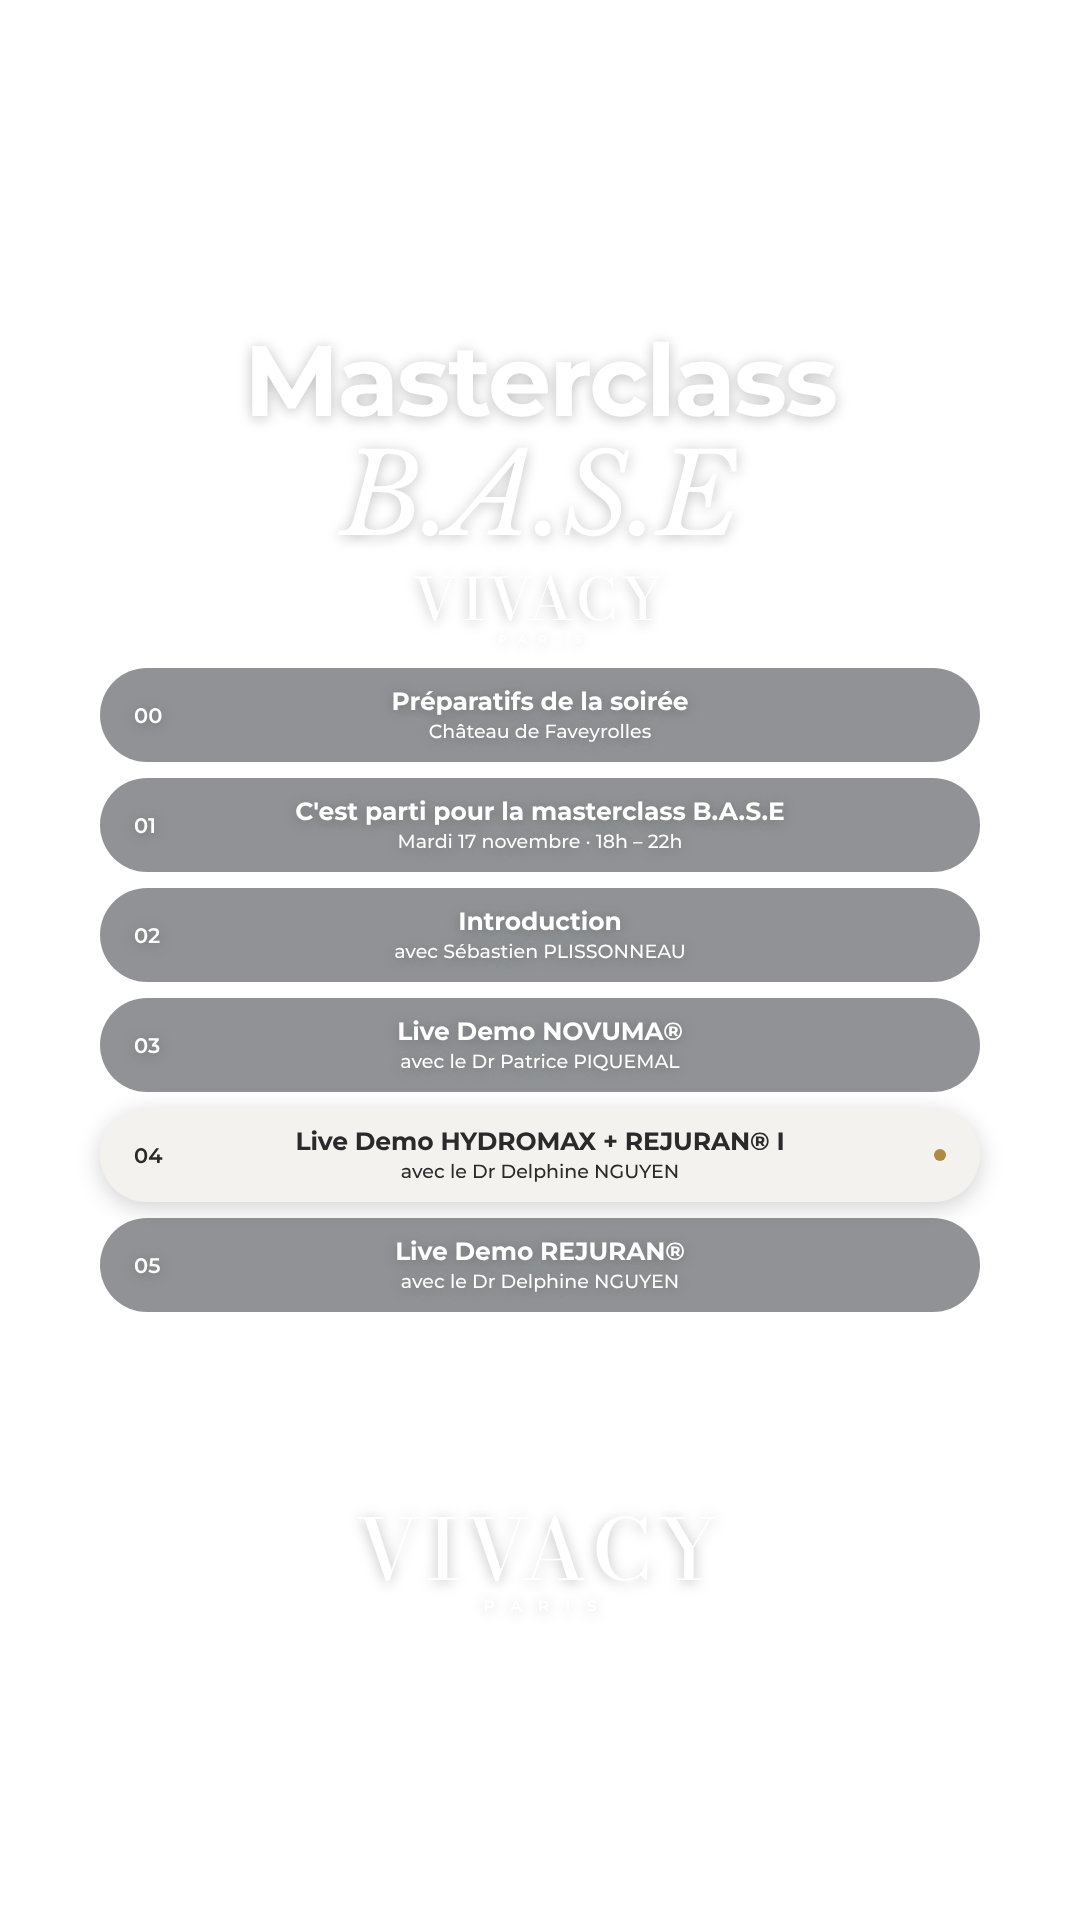 Masterclass
B.A.S.E
VIVACY
00
Préparatifs de la soirée
Château de Faveyrolles
01
C'est parti pour la masterclass B.A.S.E
Mardi 17 novembre · 18h – 22h
02
Introduction
avec Sébastien PLISSONNEAU
03
Live Demo NOVUMA®
avec le Dr Patrice PIQUEMAL
04
Live Demo HYDROMAX + REJURAN® I
avec le Dr Delphine NGUYEN
05
Live Demo REJURAN®
avec le Dr Delphine NGUYEN
VIVACY
PARIS